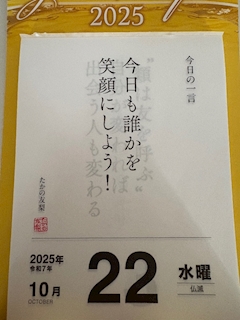 2025
今日の一言
今日も誰かを
笑顔にしよう！
たかの友梨
2025年
令和7年
10月
OCTOBER
22
水曜
仏滅